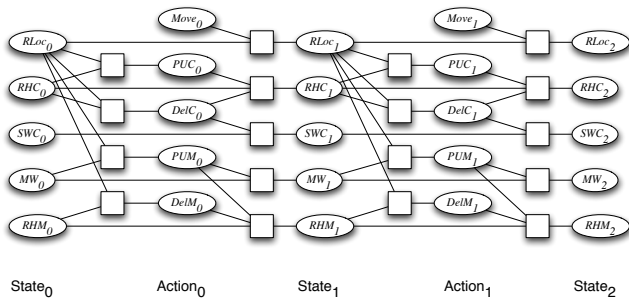 Move₀ Move₁
RLoc₀ RLoc₁ RLoc₂
PUC₀ PUC₁
RHC₀ RHC₁ RHC₂
DelC₀ DelC₁
SWC₀ SWC₁ SWC₂
PUM₀ PUM₁
MW₀ MW₁ MW₂
DelM₀ DelM₁
RHM₀ RHM₁ RHM₂
State₀ Action₀ State₁ Action₁ State₂